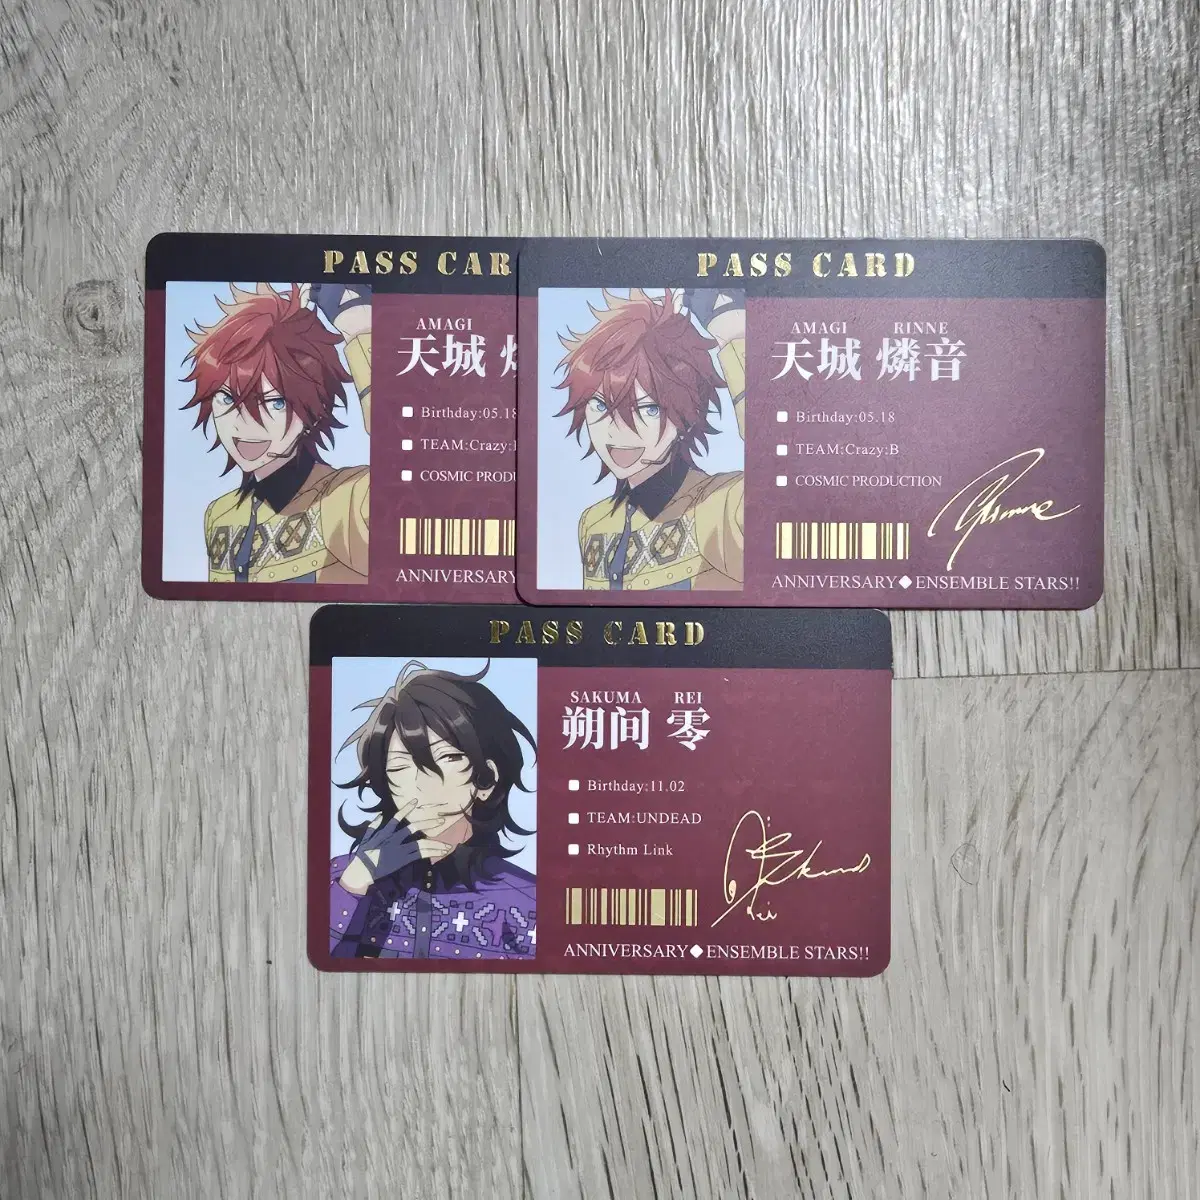 PASS CAR
AMAGI
天城
Birthday:05.18
TEAM:Crazy:
COSMIC PRODU
ANNIVERSARY
PASS CARD
AMAGI RINNE
天城 燐音
Birthday:05.18
TEAM:Crazy:B
COSMIC PRODUCTION
Rinne
ANNIVERSARY◆ENSEMBLE STARS!!
PASS CARD
SAKUMA REI
朔间 零
Birthday:11.02
TEAM:UNDEAD
Rhythm Link
ANNIVERSARY◆ENSEMBLE STARS!!